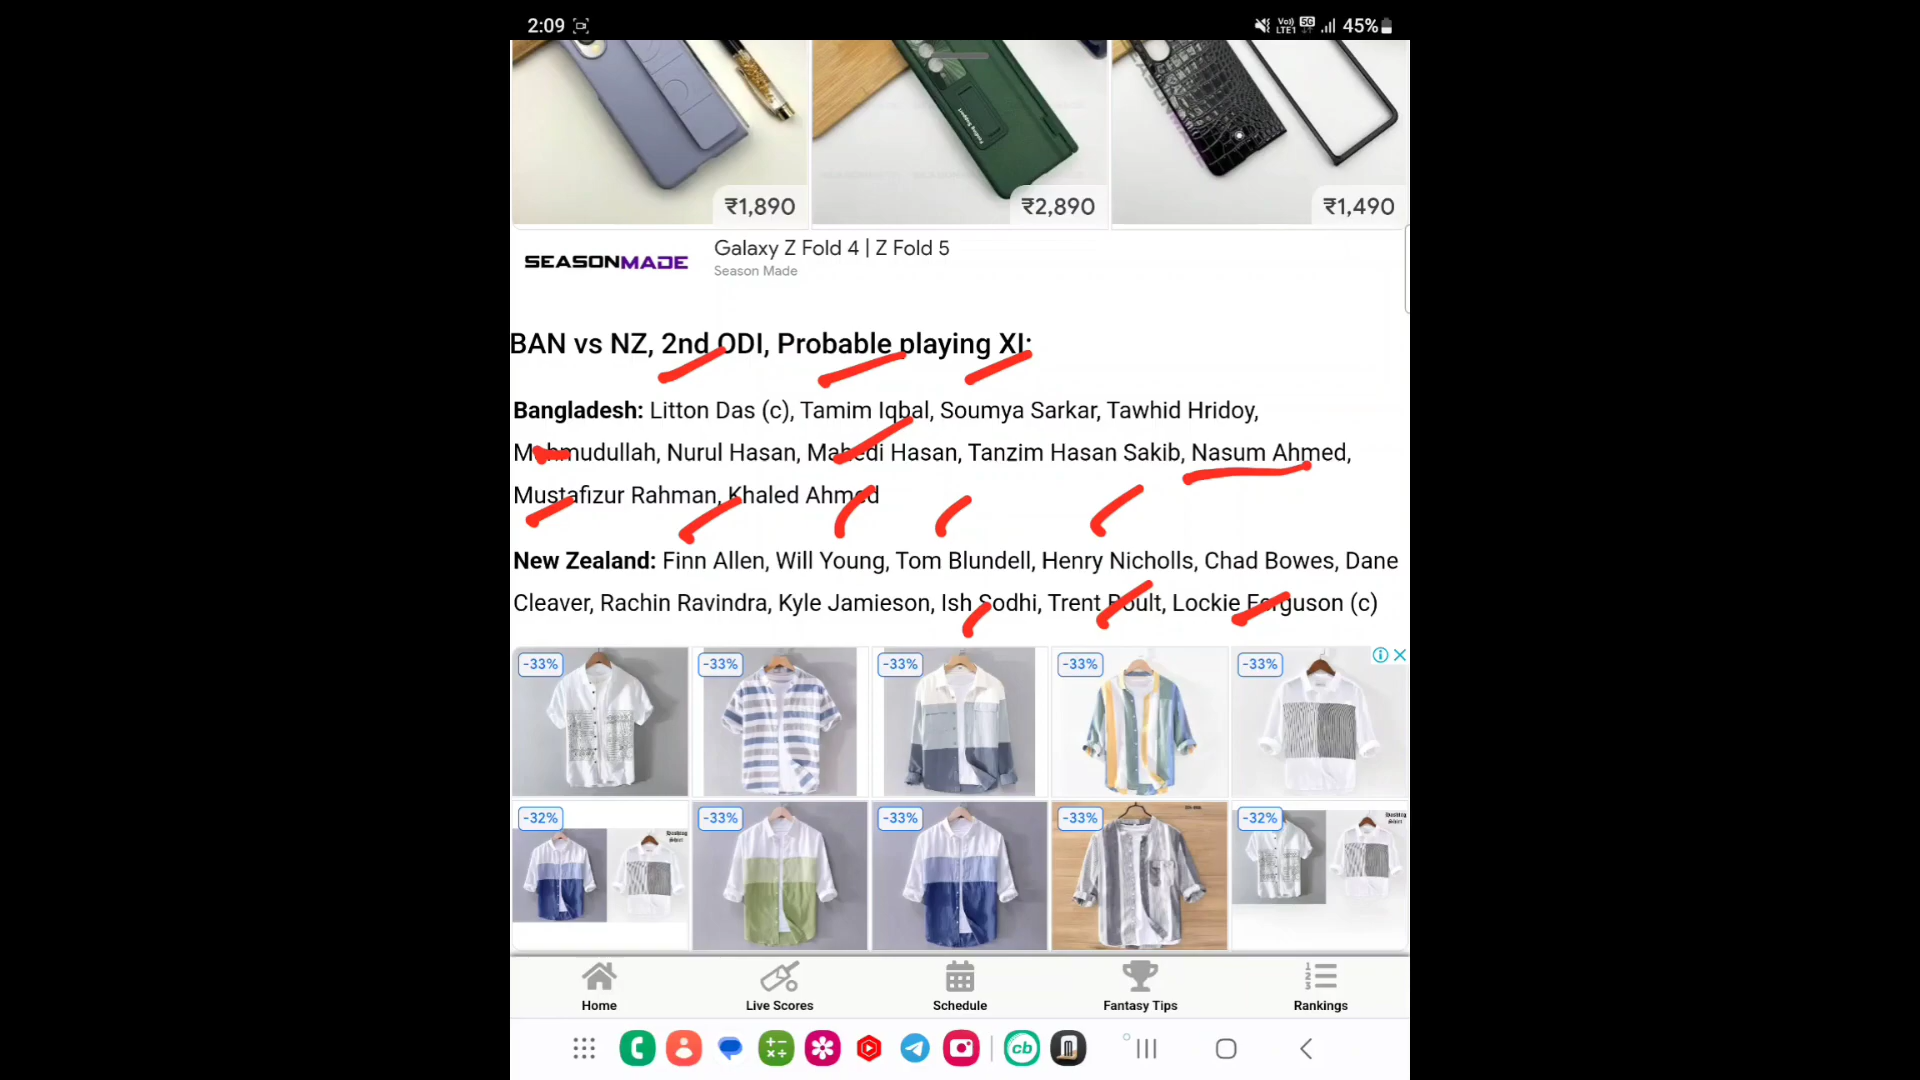 2:09
Vo)) LTE1 5G 45%
₹1,890
₹2,890
₹1,490
SEASONMADE
Galaxy Z Fold 4 | Z Fold 5
Season Made
BAN vs NZ, 2nd ODI, Probable playing XI:
Bangladesh: Litton Das (c), Tamim Iqbal, Soumya Sarkar, Tawhid Hridoy,
Mahmudullah, Nurul Hasan, Mahedi Hasan, Tanzim Hasan Sakib, Nasum Ahmed,
Mustafizur Rahman, Khaled Ahmed
New Zealand: Finn Allen, Will Young, Tom Blundell, Henry Nicholls, Chad Bowes, Dane
Cleaver, Rachin Ravindra, Kyle Jamieson, Ish Sodhi, Trent Boult, Lockie Ferguson (c)
-33% -33% -33% -33% -33%
-32% -33% -33% -33% -32%
Home Live Scores Schedule Fantasy Tips Rankings
cb